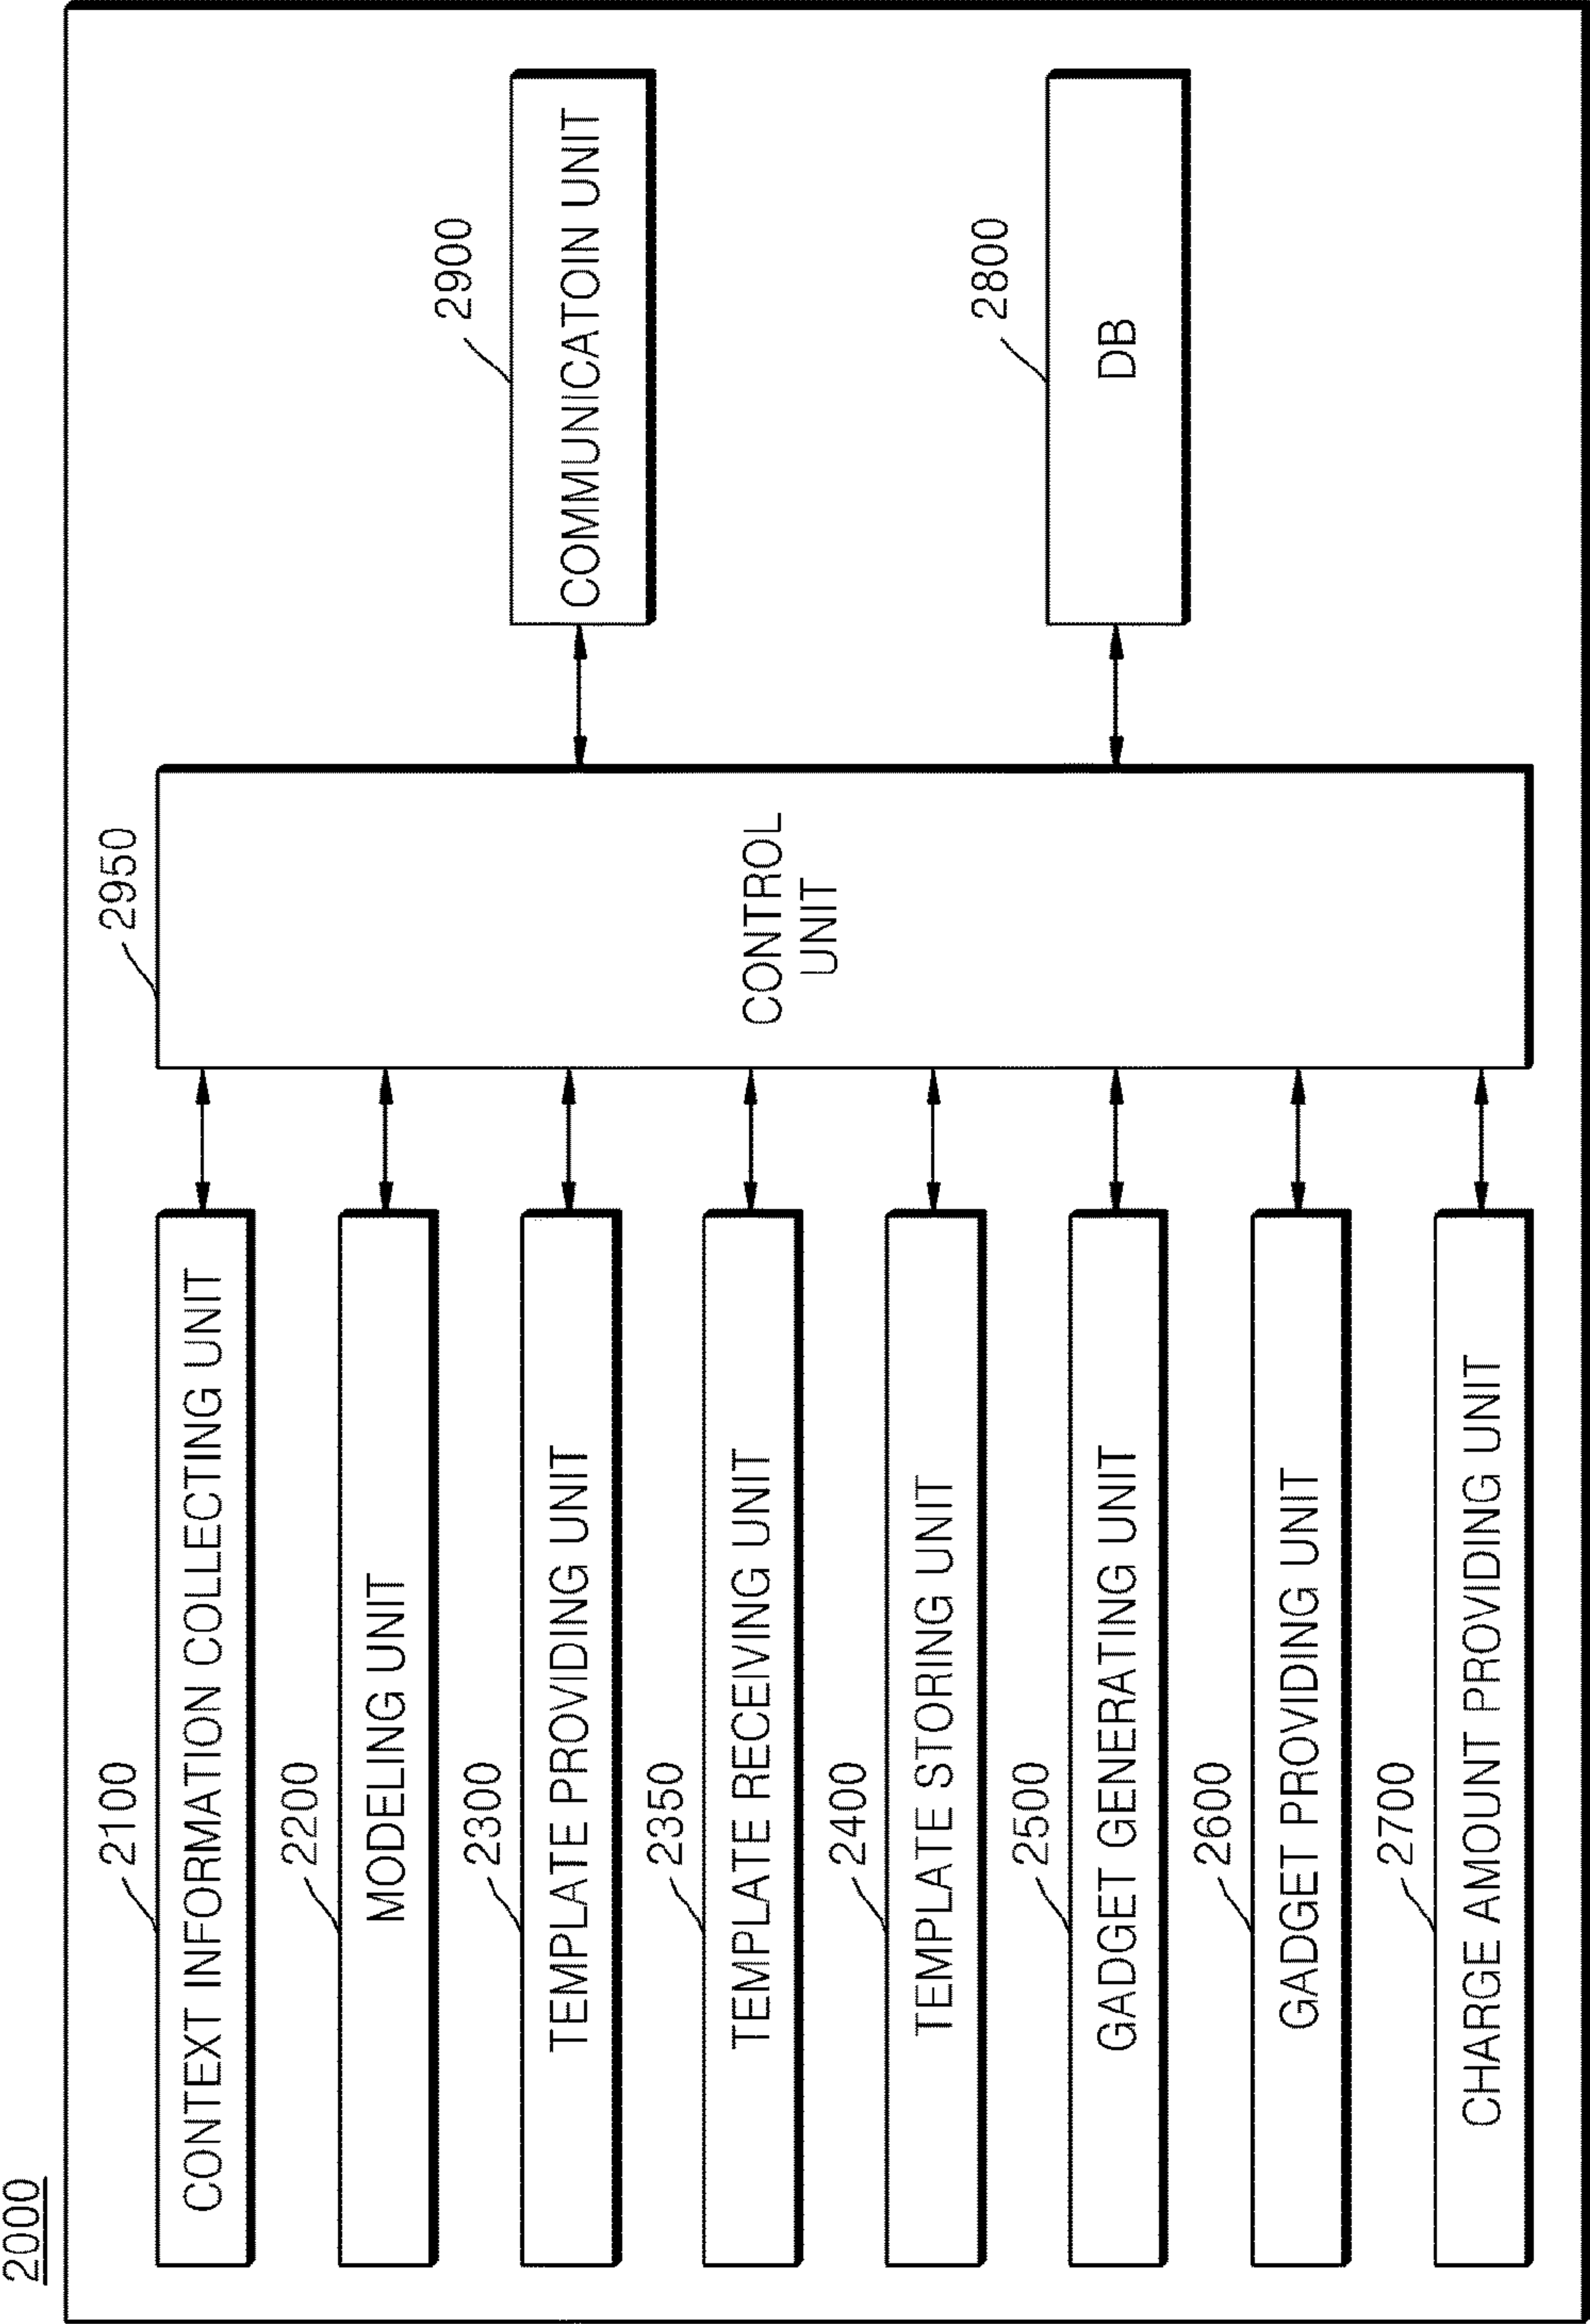 2000
2100
CONTEXT INFORMATION COLLECTING UNIT
2200
MODELING UNIT
2300
TEMPLATE PROVIDING UNIT
2350
TEMPLATE RECEIVING UNIT
2400
TEMPLATE STORING UNIT
2500
GADGET GENERATING UNIT
2600
GADGET PROVIDING UNIT
2700
CHARGE AMOUNT PROVIDING UNIT
2950
CONTROL
UNIT
2900
COMMUNICATOIN UNIT
2800
DB